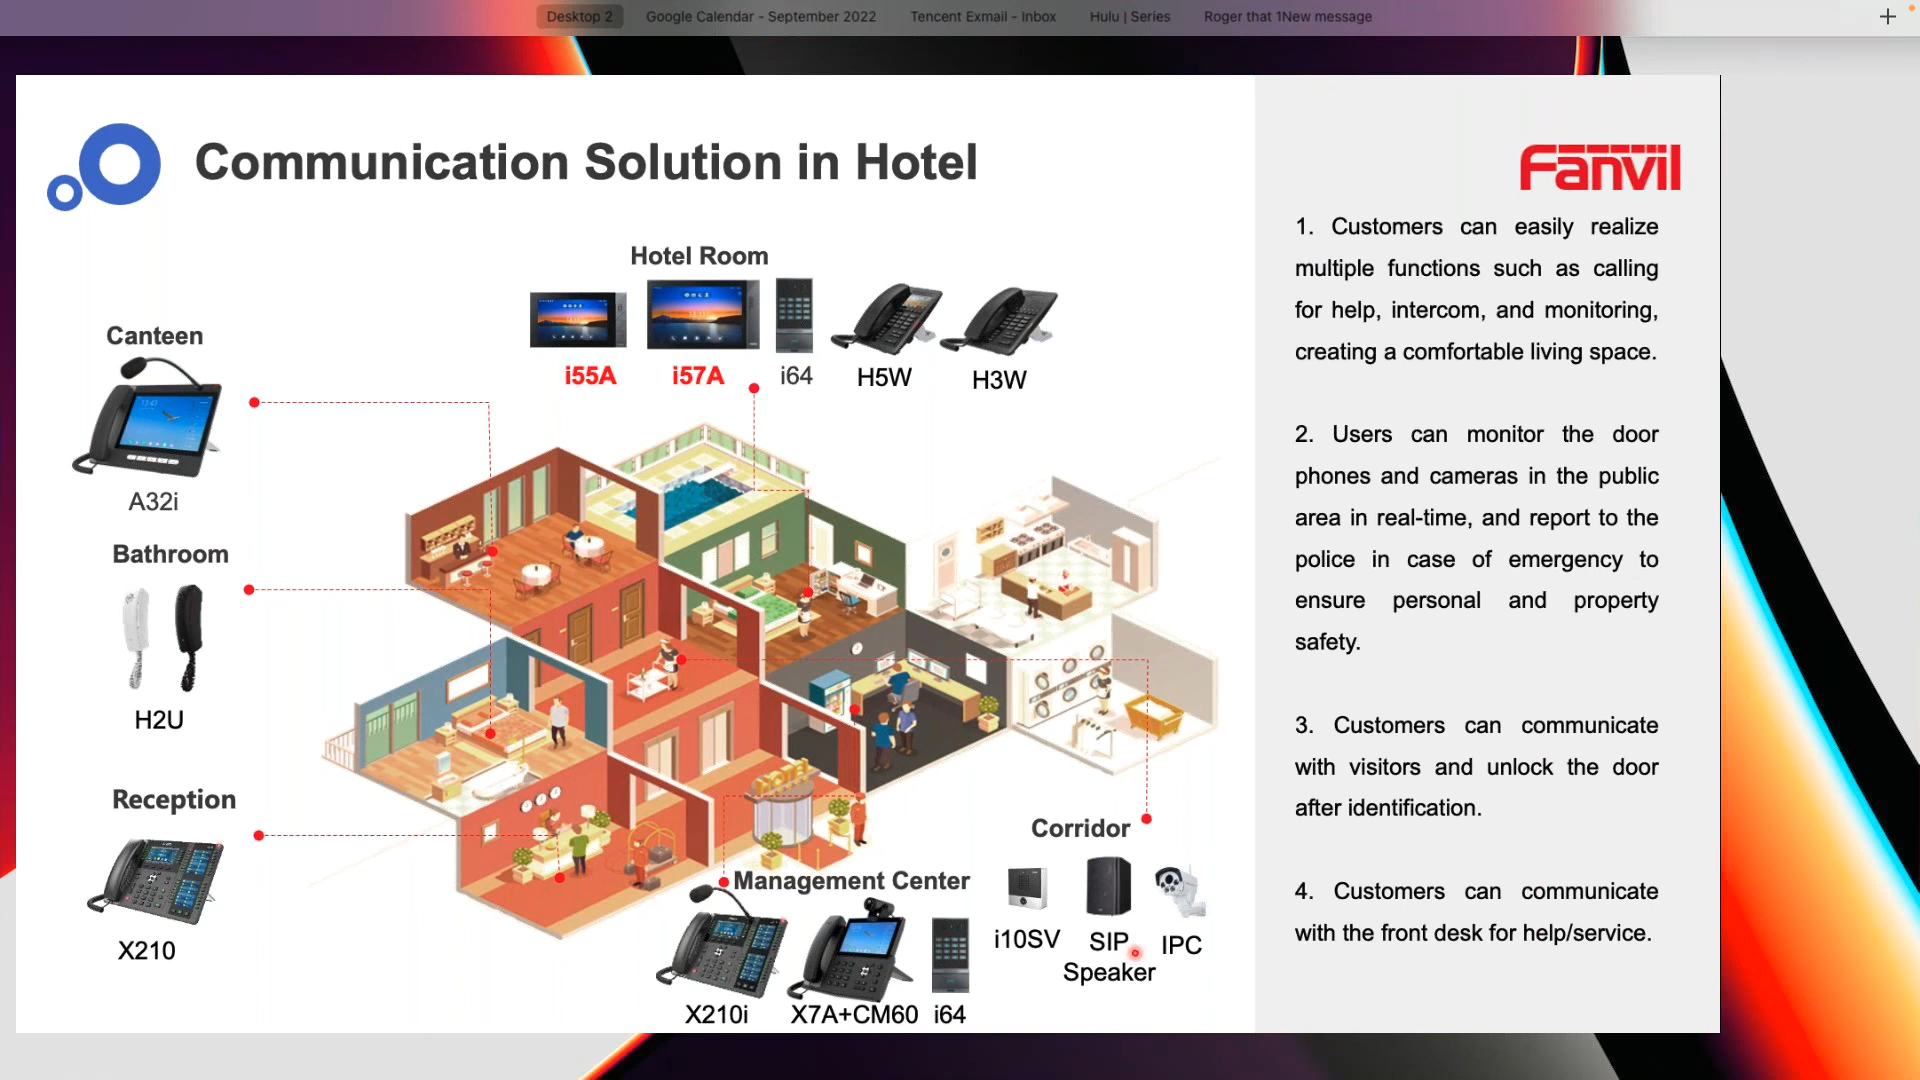 Desktop 2
Google Calendar - September 2022
Tencent Exmail - Inbox
Hulu | Series
Roger that 1New message
Communication Solution in Hotel
Fanvil
Hotel Room
i55A
i57A
i64
H5W
H3W
Canteen
A32i
Bathroom
H2U
Reception
X210
Management Center
X210i
X7A+CM60
i64
Corridor
i10SV
SIP
Speaker
IPC
1. Customers can easily realize
multiple functions such as calling
for help, intercom, and monitoring,
creating a comfortable living space.
2. Users can monitor the door
phones and cameras in the public
area in real-time, and report to the
police in case of emergency to
ensure personal and property
safety.
3. Customers can communicate
with visitors and unlock the door
after identification.
4. Customers can communicate
with the front desk for help/service.